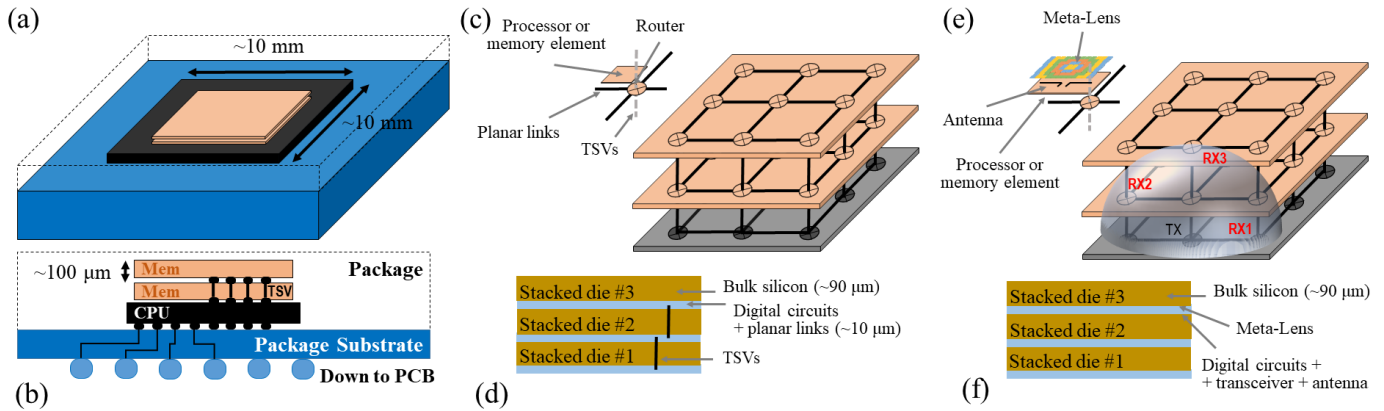 (a)
~10 mm
~10 mm
~100 μm
Mem
Mem
TSV
CPU
Package
Package Substrate
Down to PCB
(b)
(c)
Processor or
memory element
Router
Planar links
TSVs
Stacked die #3
Stacked die #2
Stacked die #1
Bulk silicon (~90 μm)
Digital circuits
+ planar links (~10 μm)
TSVs
(d)
(e)
Meta-Lens
Antenna
Processor or
memory element
RX3
RX2
TX
RX1
Stacked die #3
Stacked die #2
Stacked die #1
Bulk silicon (~90 μm)
Meta-Lens
Digital circuits +
+ transceiver + antenna
(f)